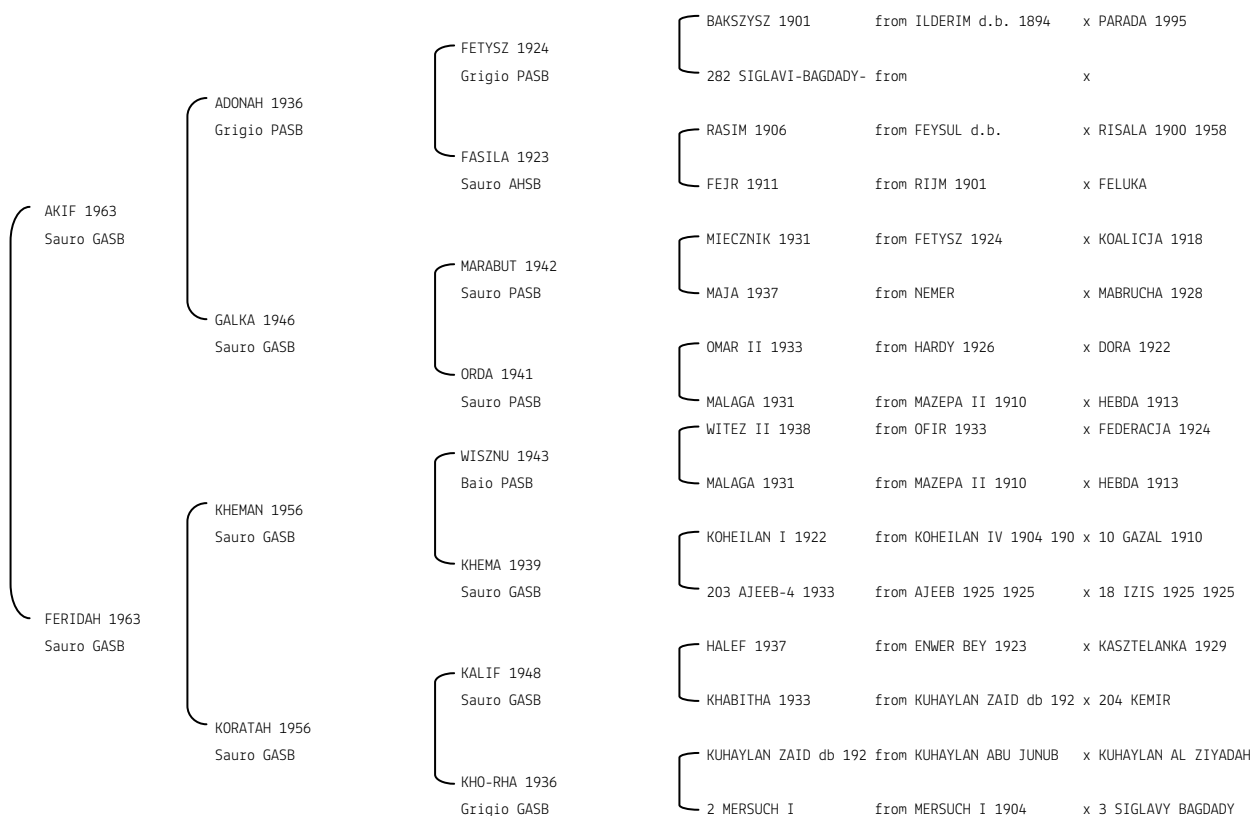 BAKSZYSZ 1901 from ILDERIM d.b. 1894 x PARADA 1995
FETYSZ 1924
Grigio PASB 282 SIGLAVI-BAGDADY- from x
ADONAH 1936
Grigio PASB RASIM 1906 from FEYSUL d.b. x RISALA 1900 1958
FASILA 1923
Sauro AHSB FEJR 1911 from RIJM 1901 x FELUKA
AKIF 1963
Sauro GASB MIECZNIK 1931 from FETYSZ 1924 x KOALICJA 1918
MARABUT 1942
Sauro PASB MAJA 1937 from NEMER x MABRUCHA 1928
GALKA 1946
Sauro GASB OMAR II 1933 from HARDY 1926 x DORA 1922
ORDA 1941
Sauro PASB MALAGA 1931 from MAZEPA II 1910 x HEBDA 1913
WITEZ II 1938 from OFIR 1933 x FEDERACJA 1924
WISZNU 1943
Baio PASB MALAGA 1931 from MAZEPA II 1910 x HEBDA 1913
KHEMAN 1956
Sauro GASB KOHEILAN I 1922 from KOHEILAN IV 1904 190 x 10 GAZAL 1910
KHEMA 1939
Sauro GASB 203 AJEEB-4 1933 from AJEEB 1925 1925 x 18 IZIS 1925 1925
FERIDAH 1963
Sauro GASB HALEF 1937 from ENWER BEY 1923 x KASZTELANKA 1929
KALIF 1948
Sauro GASB KHABITHA 1933 from KUHAYLAN ZAID db 192 x 204 KEMIR
KORATAH 1956
Sauro GASB KUHAYLAN ZAID db 192 from KUHAYLAN ABU JUNUB x KUHAYLAN AL ZIYADAH
KHO-RHA 1936
Grigio GASB 2 MERSUCH I from MERSUCH I 1904 x 3 SIGLAVY BAGDADY